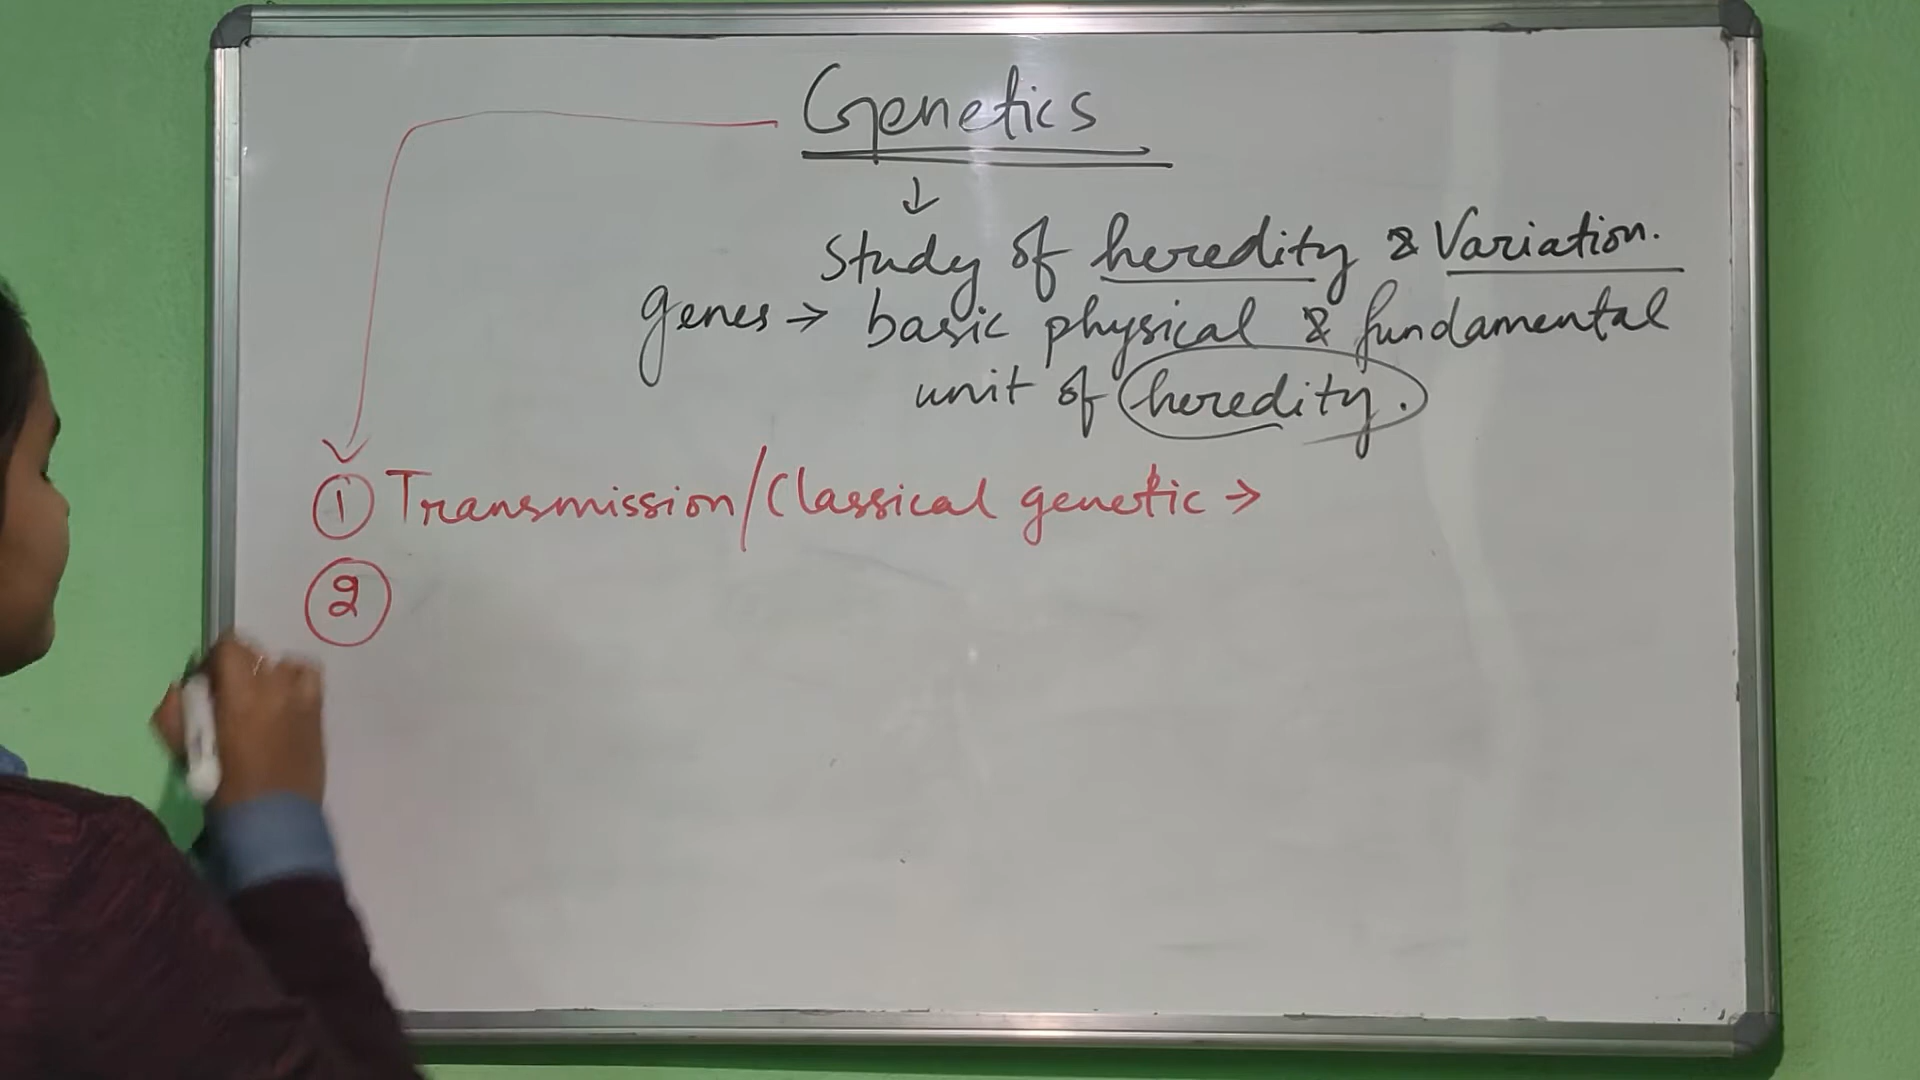 Genetics
↓
Study of heredity & Variation.
genes → basic physical & fundamental
unit of heredity.
① Transmission/Classical genetic →
②